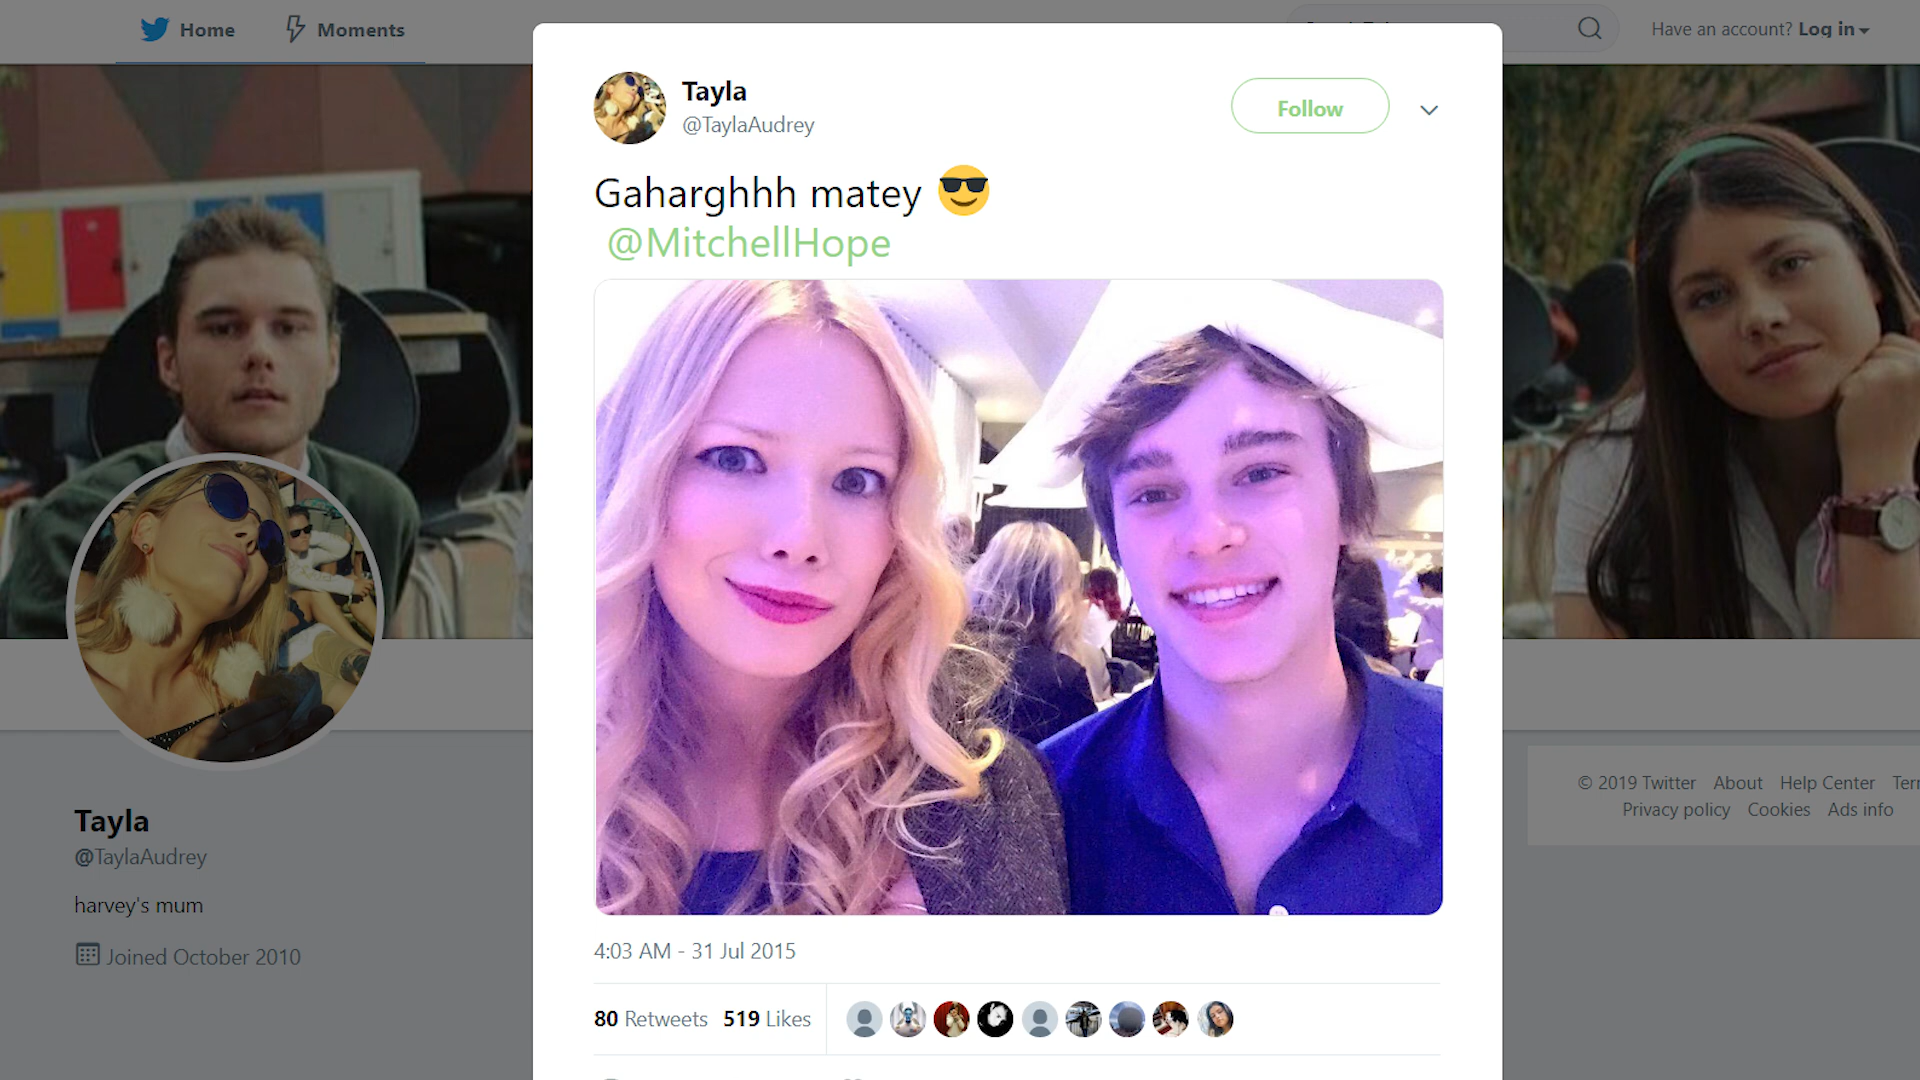 Home
Moments
Have an account? Log in
Tayla
@TaylaAudrey
Follow
Gaharghhh matey
@MitchellHope
4:03 AM - 31 Jul 2015
80 Retweets 519 Likes
Tayla
@TaylaAudrey
harvey's mum
Joined October 2010
© 2019 Twitter About Help Center Ter
Privacy policy Cookies Ads info